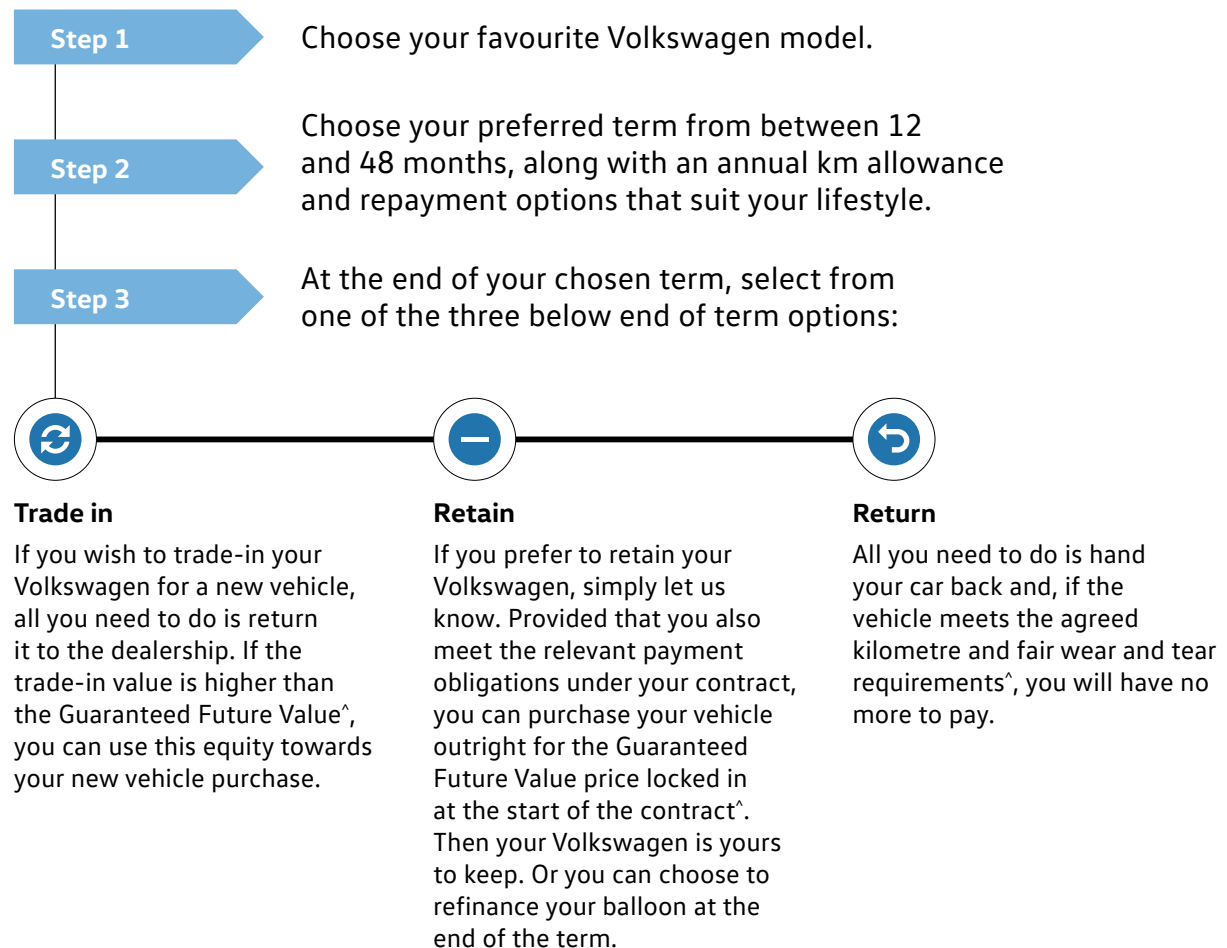 Step 1
Choose your favourite Volkswagen model.
Step 2
Choose your preferred term from between 12
and 48 months, along with an annual km allowance
and repayment options that suit your lifestyle.
Step 3
At the end of your chosen term, select from
one of the three below end of term options:
Trade in
If you wish to trade-in your
Volkswagen for a new vehicle,
all you need to do is return
it to the dealership. If the
trade-in value is higher than
the Guaranteed Future Value^,
you can use this equity towards
your new vehicle purchase.
Retain
If you prefer to retain your
Volkswagen, simply let us
know. Provided that you also
meet the relevant payment
obligations under your contract,
you can purchase your vehicle
outright for the Guaranteed
Future Value price locked in
at the start of the contract^.
Then your Volkswagen is yours
to keep. Or you can choose to
refinance your balloon at the
end of the term.
Return
All you need to do is hand
your car back and, if the
vehicle meets the agreed
kilometre and fair wear and tear
requirements^, you will have no
more to pay.